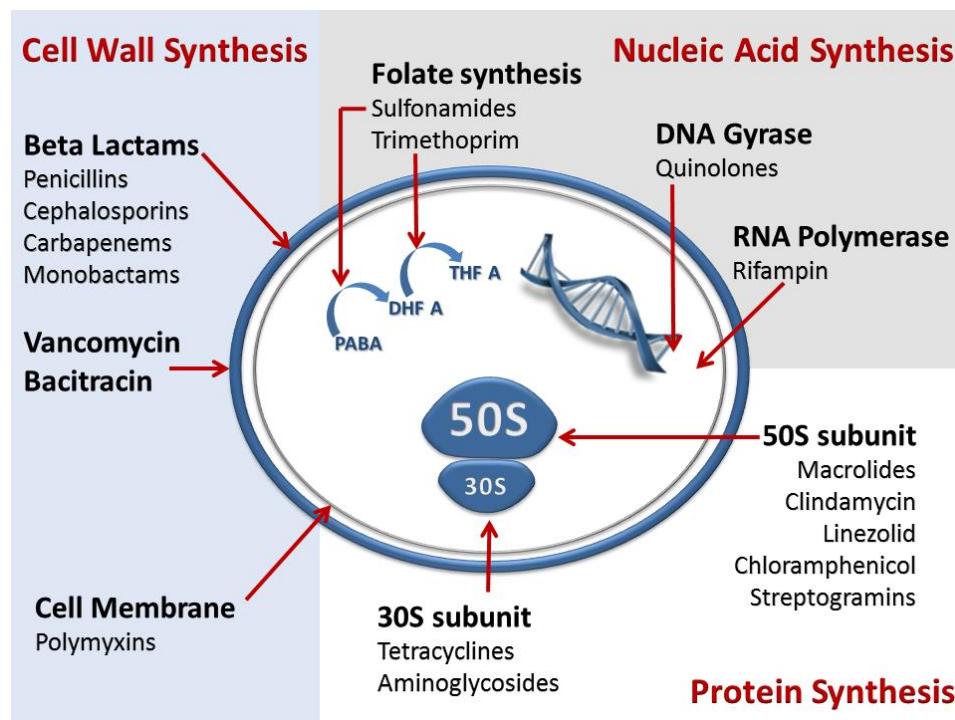 Cell Wall Synthesis
Nucleic Acid Synthesis
Folate synthesis
Sulfonamides
Trimethoprim
DNA Gyrase
Quinolones
Beta Lactams
Penicillins
Cephalosporins
Carbapenems
Monobactams
RNA Polymerase
Rifampin
THF A
DHF A
PABA
Vancomycin
Bacitracin
50S
30S
50S subunit
Macrolides
Clindamycin
Linezolid
Chloramphenicol
Streptogramins
Cell Membrane
Polymyxins
30S subunit
Tetracyclines
Aminoglycosides
Protein Synthesis